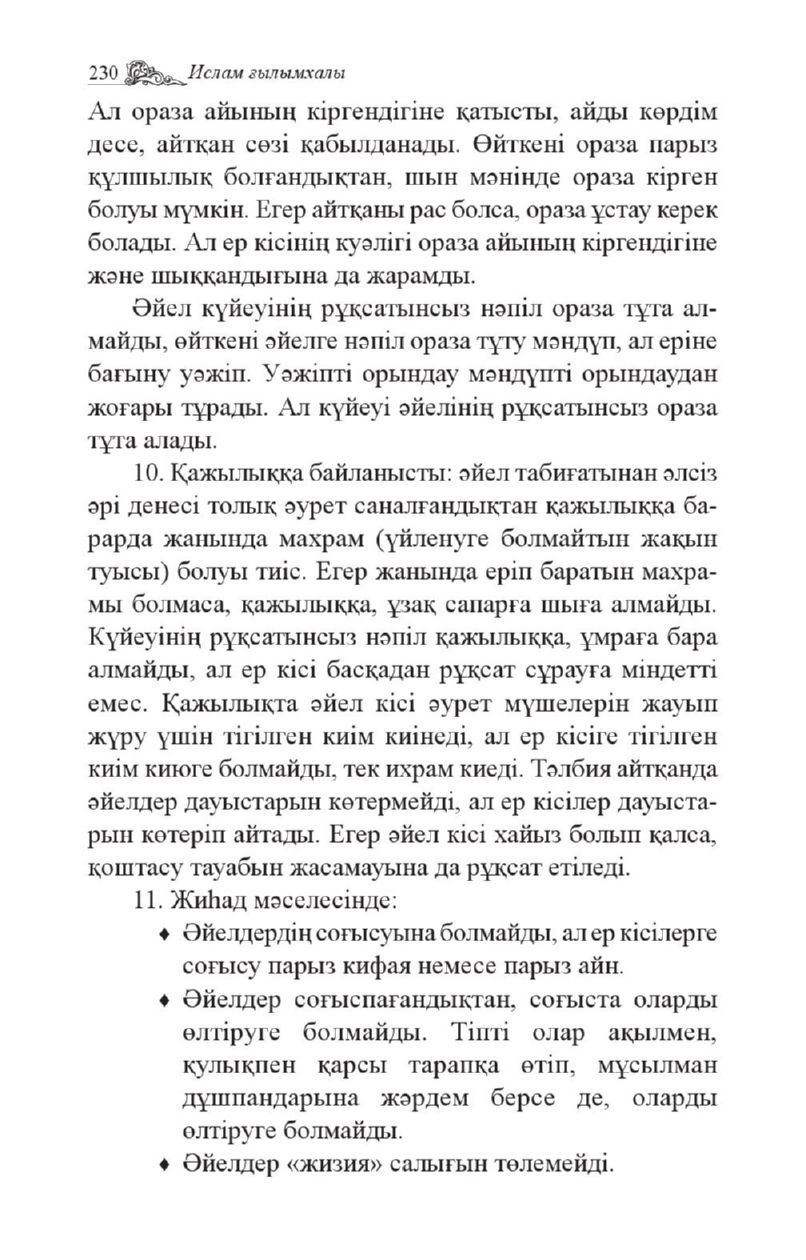 230 Ислам ғылымхалы
Ал ораза айының кіргендігіне қатысты, айды көрдім
десе, айтқан сөзі қабылданады. Өйткені ораза парыз
құлшылық болғандықтан, шын мәнінде ораза кірген
болуы мүмкін. Егер айтқаны рас болса, ораза ұстау керек
болады. Ал ер кісінің куәлігі ораза айының кіргендігіне
және шыққандығына да жарамды.
Әйел күйеуінің рұқсатынсыз нәпіл ораза тұта ал-
майды, өйткені әйелге нәпіл ораза тұту мәндүп, ал еріне
бағыну уәжіп. Уәжіпті орындау мәндүпті орындаудан
жоғары тұрады. Ал күйеуі әйелінің рұқсатынсыз ораза
тұта алады.
10. Қажылыққа байланысты: әйел табиғатынан әлсіз
әрі денесі толық әурет саналғандықтан қажылыққа ба-
рарда жанында махрам (үйленуге болмайтын жақын
туысы) болуы тиіс. Егер жанында еріп баратын махра-
мы болмаса, қажылыққа, ұзақ сапарға шыға алмайды.
Күйеуінің рұқсатынсыз нәпіл қажылыққа, ұмраға бара
алмайды, ал ер кісі басқадан рұқсат сұрауға міндетті
емес. Қажылықта әйел кісі әурет мүшелерін жауып
жүру үшін тігілген киім киінеді, ал ер кісіге тігілген
киім киюге болмайды, тек ихрам киеді. Тәлбия айтқанда
әйелдер дауыстарын көтермейді, ал ер кісілер дауыста-
рын көтеріп айтады. Егер әйел кісі хайыз болып қалса,
қоштасу тауабын жасамауына да рұқсат етіледі.
11. Жиһад мәселесінде:
♦ Әйелдердің соғысуына болмайды, ал ер кісілерге
соғысу парыз кифая немесе парыз айн.
♦ Әйелдер соғыспағандықтан, соғыста оларды
өлтіруге болмайды. Тіпті олар ақылмен,
қулықпен қарсы тарапқа өтіп, мұсылман
дұшпандарына жәрдем берсе де, оларды
өлтіруге болмайды.
♦ Әйелдер «жизия» салығын төлемейді.